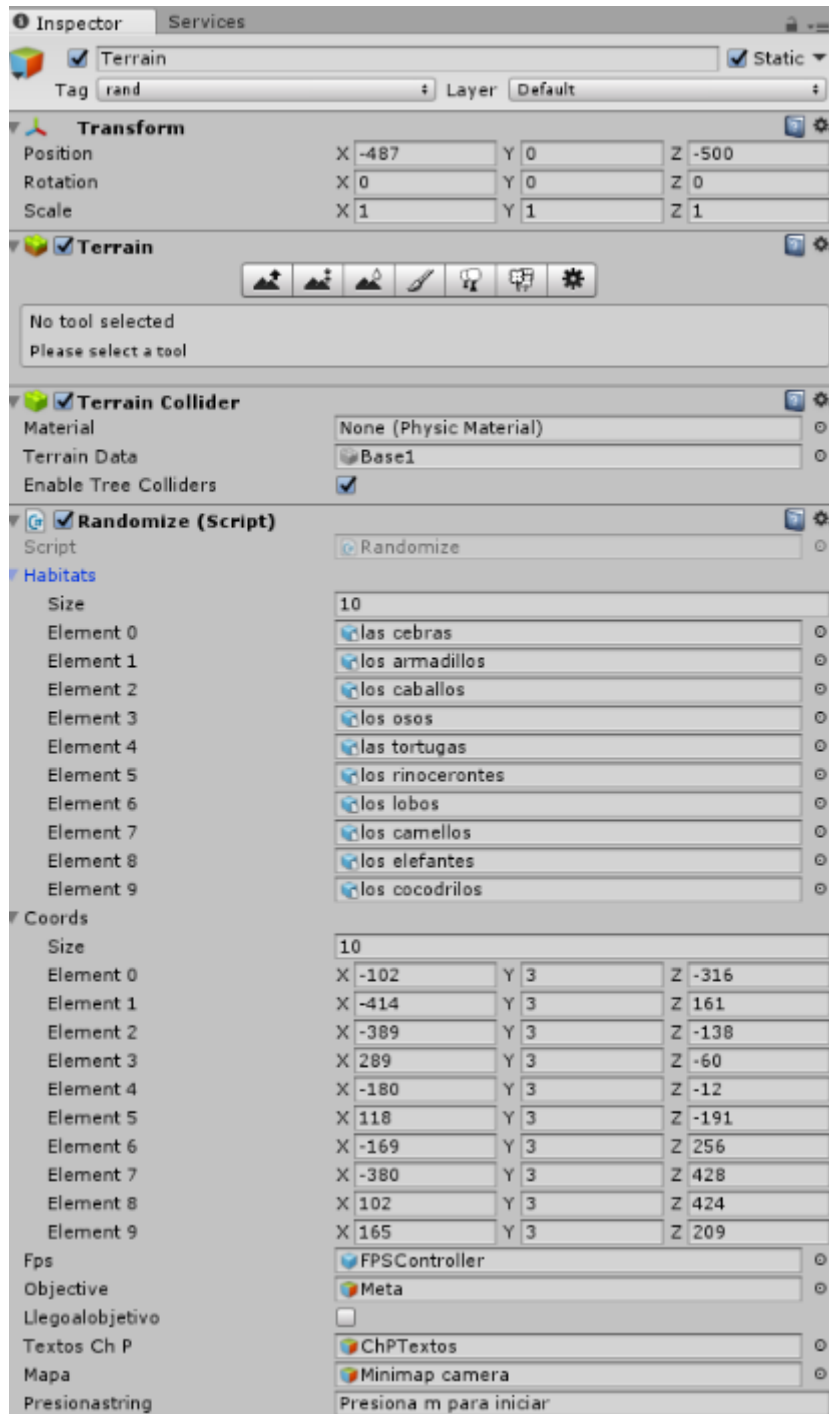 Inspector Services
Terrain Static
Tag rand Layer Default
Transform
Position X -487 Y 0 Z -500
Rotation X 0 Y 0 Z 0
Scale X 1 Y 1 Z 1
Terrain
No tool selected
Please select a tool
Terrain Collider
Material None (Physic Material)
Terrain Data Base1
Enable Tree Colliders
Randomize (Script)
Script Randomize
Habitats
Size 10
Element 0 las cebras
Element 1 los armadillos
Element 2 los caballos
Element 3 los osos
Element 4 las tortugas
Element 5 los rinocerontes
Element 6 los lobos
Element 7 los camellos
Element 8 los elefantes
Element 9 los cocodrilos
Coords
Size 10
Element 0 X -102 Y 3 Z -316
Element 1 X -414 Y 3 Z 161
Element 2 X -389 Y 3 Z -138
Element 3 X 289 Y 3 Z -60
Element 4 X -180 Y 3 Z -12
Element 5 X 118 Y 3 Z -191
Element 6 X -169 Y 3 Z 256
Element 7 X -380 Y 3 Z 428
Element 8 X 102 Y 3 Z 424
Element 9 X 165 Y 3 Z 209
Fps FPSController
Objective Meta
Llegoalobjetivo
Textos Ch P ChPTextos
Mapa Minimap camera
Presionastring Presiona m para iniciar